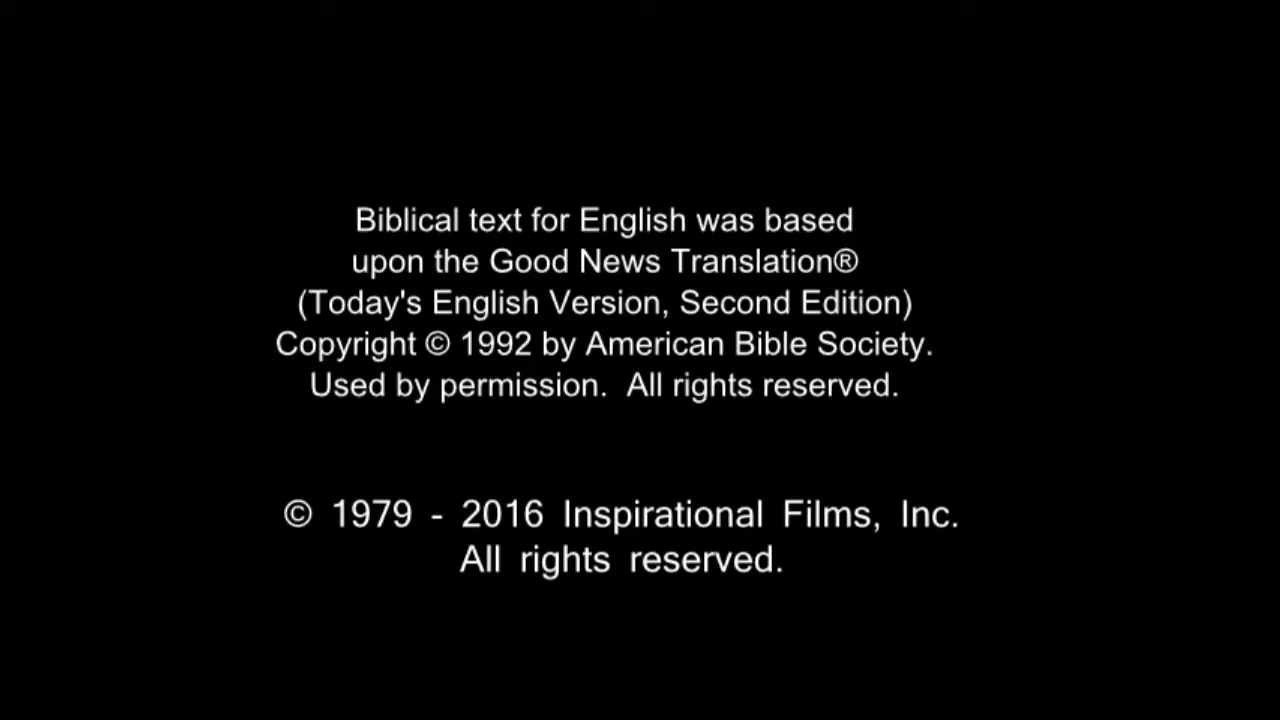 Biblical text for English was based
upon the Good News Translation®
(Today's English Version, Second Edition)
Copyright © 1992 by American Bible Society.
Used by permission.  All rights reserved.
© 1979 - 2016 Inspirational Films, Inc.
All rights reserved.